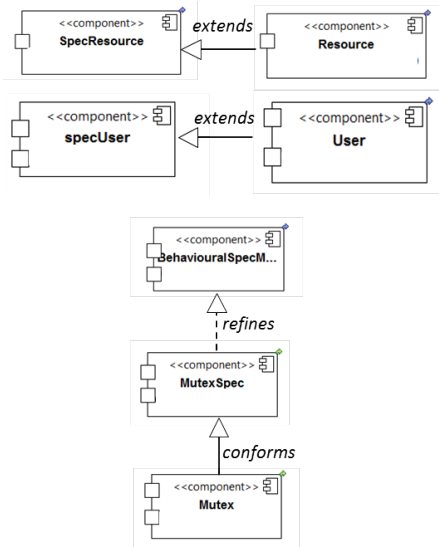 <<component>>
SpecResource
extends
<<component>>
Resource
<<component>>
specUser
extends
<<component>>
User
<<component>>
BehaviouralSpecM...
refines
<<component>>
MutexSpec
conforms
<<component>>
Mutex